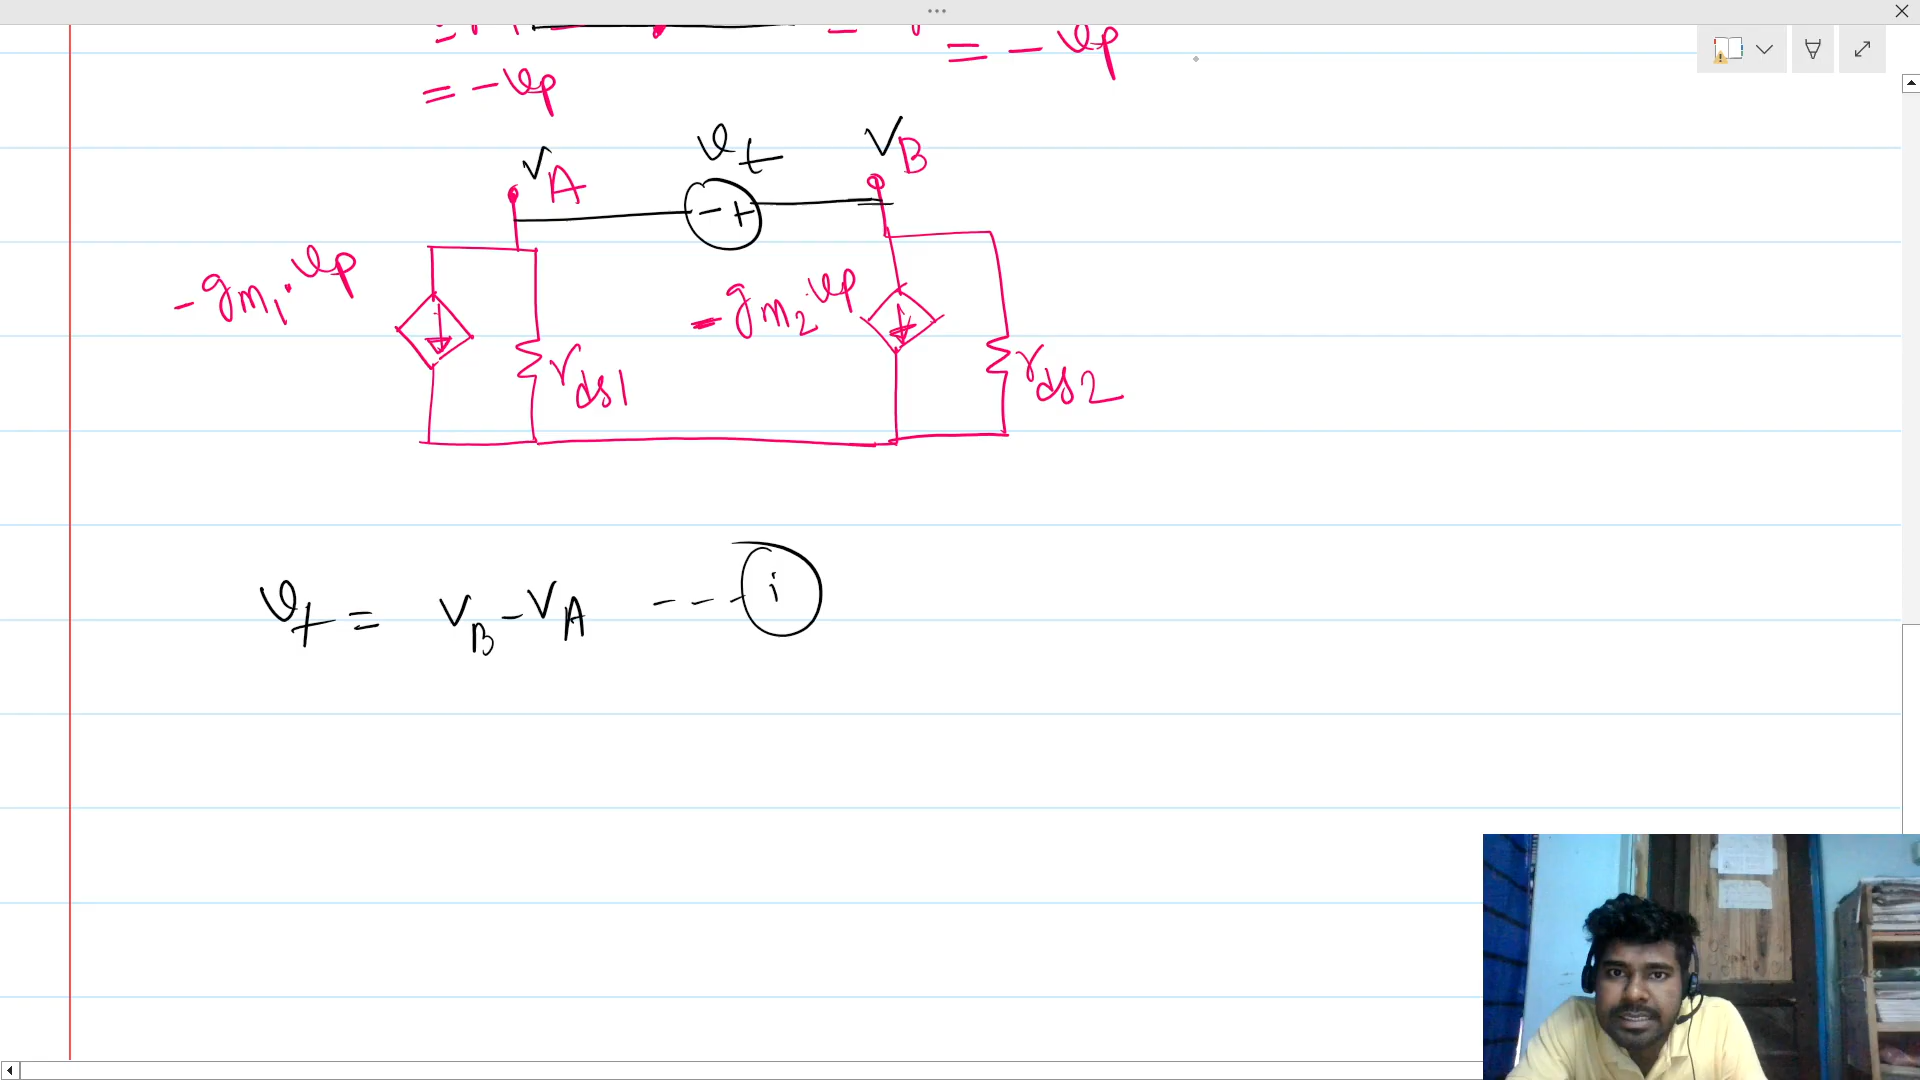 = - vp
= - vp
VA
vt
VB
- gm1 . vp
rds1
- gm2 . vp
rds2
- +
vt = VB - VA --- i